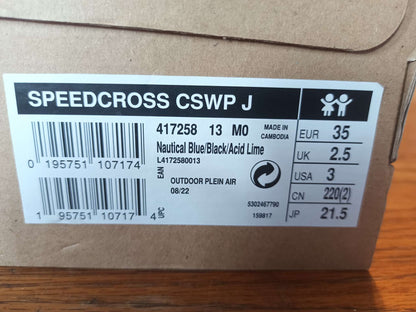 SPEEDCROSS CSWP J
417258 13 M0 MADE IN CAMBODIA
Nautical Blue/Black/Acid Lime
L4172580013
EAN
0 195751 107174
OUTDOOR PLEIN AIR
08/22
5302467790
159817
1 95751 10717 4
UPC
EUR 35
UK 2.5
USA 3
CN 220(2)
JP 21.5